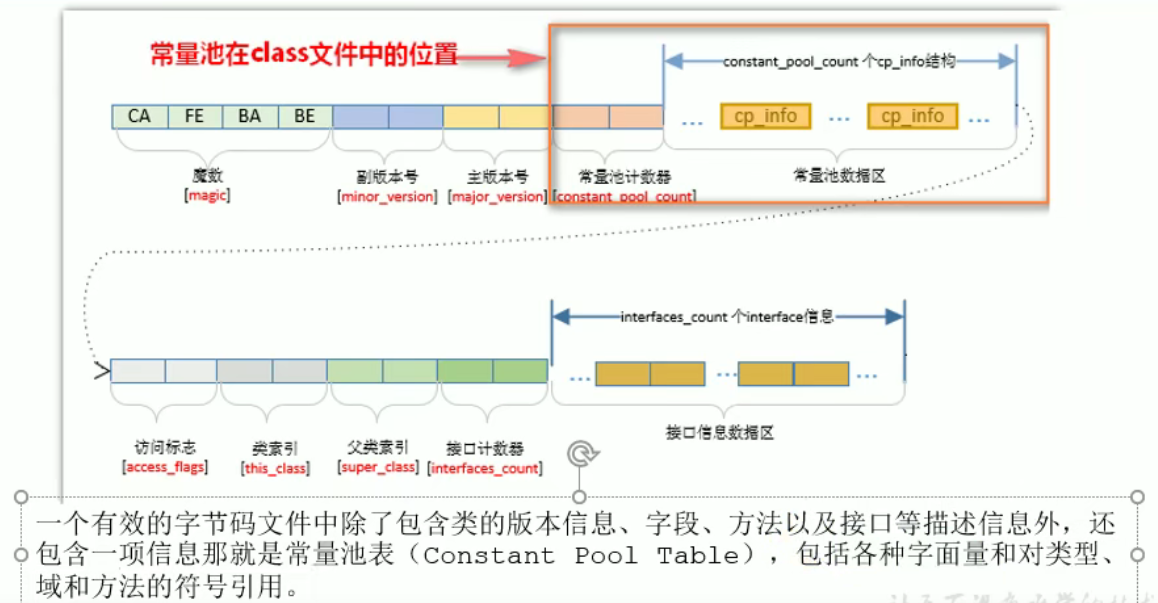 常量池在class文件中的位置
constant_pool_count 个cp_info结构
CA FE BA BE ... cp_info ... cp_info ...
魔数 副版本号 主版本号 常量池计数器 常量池数据区
[magic] [minor_version] [major_version] [constant_pool_count]
interfaces_count 个interface信息
... ... ...
访问标志 类索引 父类索引 接口计数器 接口信息数据区
[access_flags] [this_class] [super_class] [interfaces_count]
一个有效的字节码文件中除了包含类的版本信息、字段、方法以及接口等描述信息外，还
包含一项信息那就是常量池表（Constant Pool Table），包括各种字面量和对类型、
域和方法的符号引用。